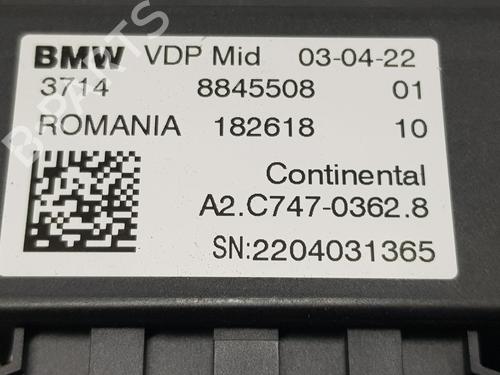 BMW VDP Mid 03-04-22
3714 8845508 01
ROMANIA 182618 10
Continental
A2.C747-0362.8
SN:2204031365
B-PARTS